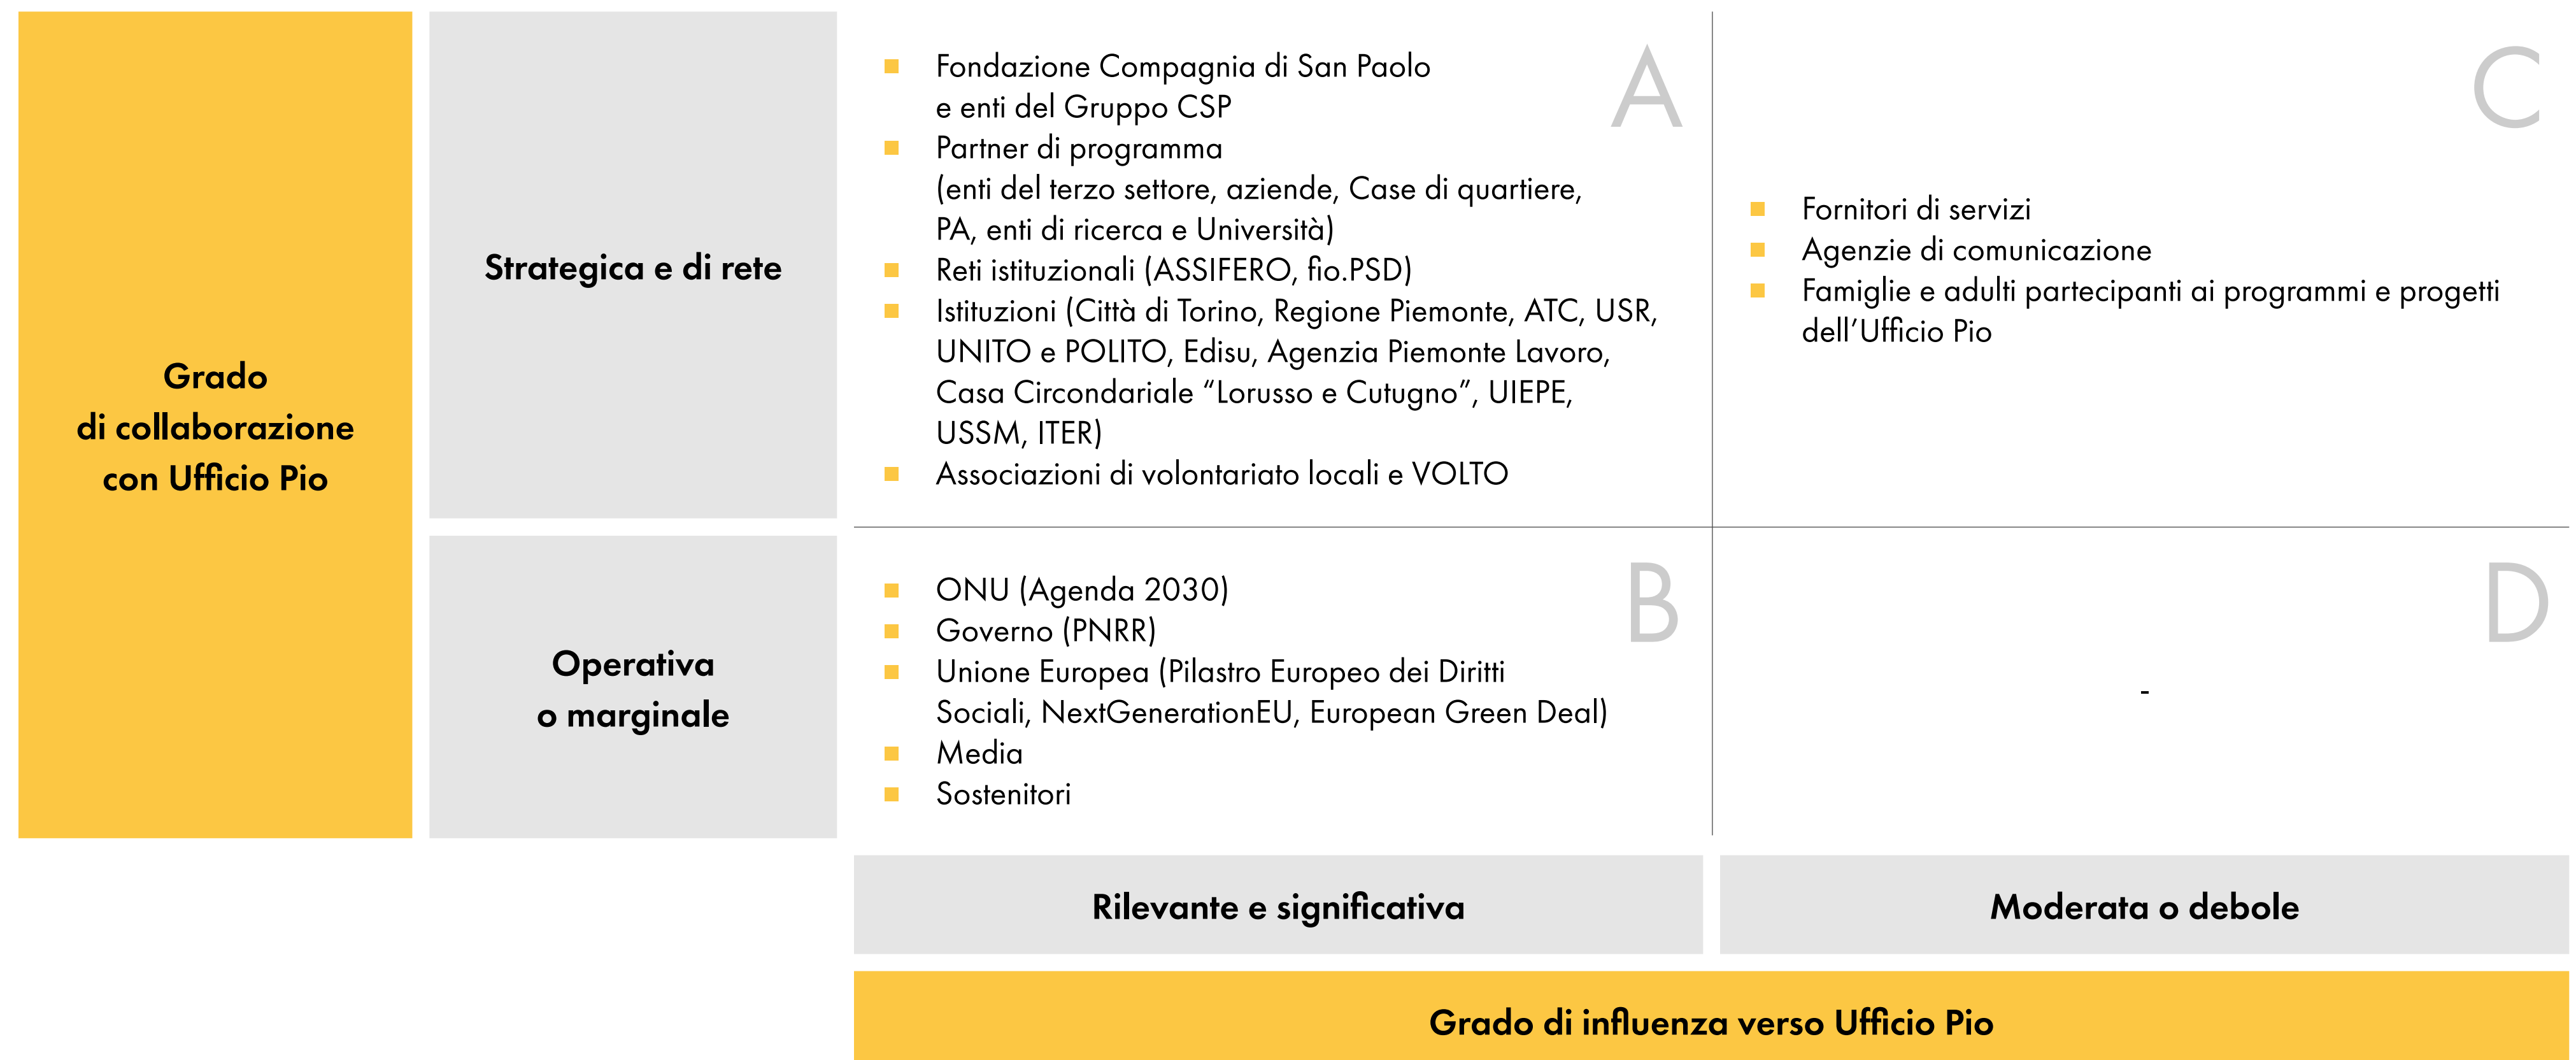 Grado
di collaborazione
con Ufficio Pio
Strategica e di rete
Fondazione Compagnia di San Paolo
e enti del Gruppo CSP
Partner di programma
(enti del terzo settore, aziende, Case di quartiere,
PA, enti di ricerca e Università)
Reti istituzionali (ASSIFERO, fio.PSD)
Istituzioni (Città di Torino, Regione Piemonte, ATC, USR,
UNITO e POLITO, Edisu, Agenzia Piemonte Lavoro,
Casa Circondariale “Lorusso e Cutugno”, UIEPE,
USSM, ITER)
Associazioni di volontariato locali e VOLTO
A
Fornitori di servizi
Agenzie di comunicazione
Famiglie e adulti partecipanti ai programmi e progetti
dell’Ufficio Pio
C
Operativa
o marginale
ONU (Agenda 2030)
Governo (PNRR)
Unione Europea (Pilastro Europeo dei Diritti
Sociali, NextGenerationEU, European Green Deal)
Media
Sostenitori
B
-
D
Rilevante e significativa
Moderata o debole
Grado di influenza verso Ufficio Pio